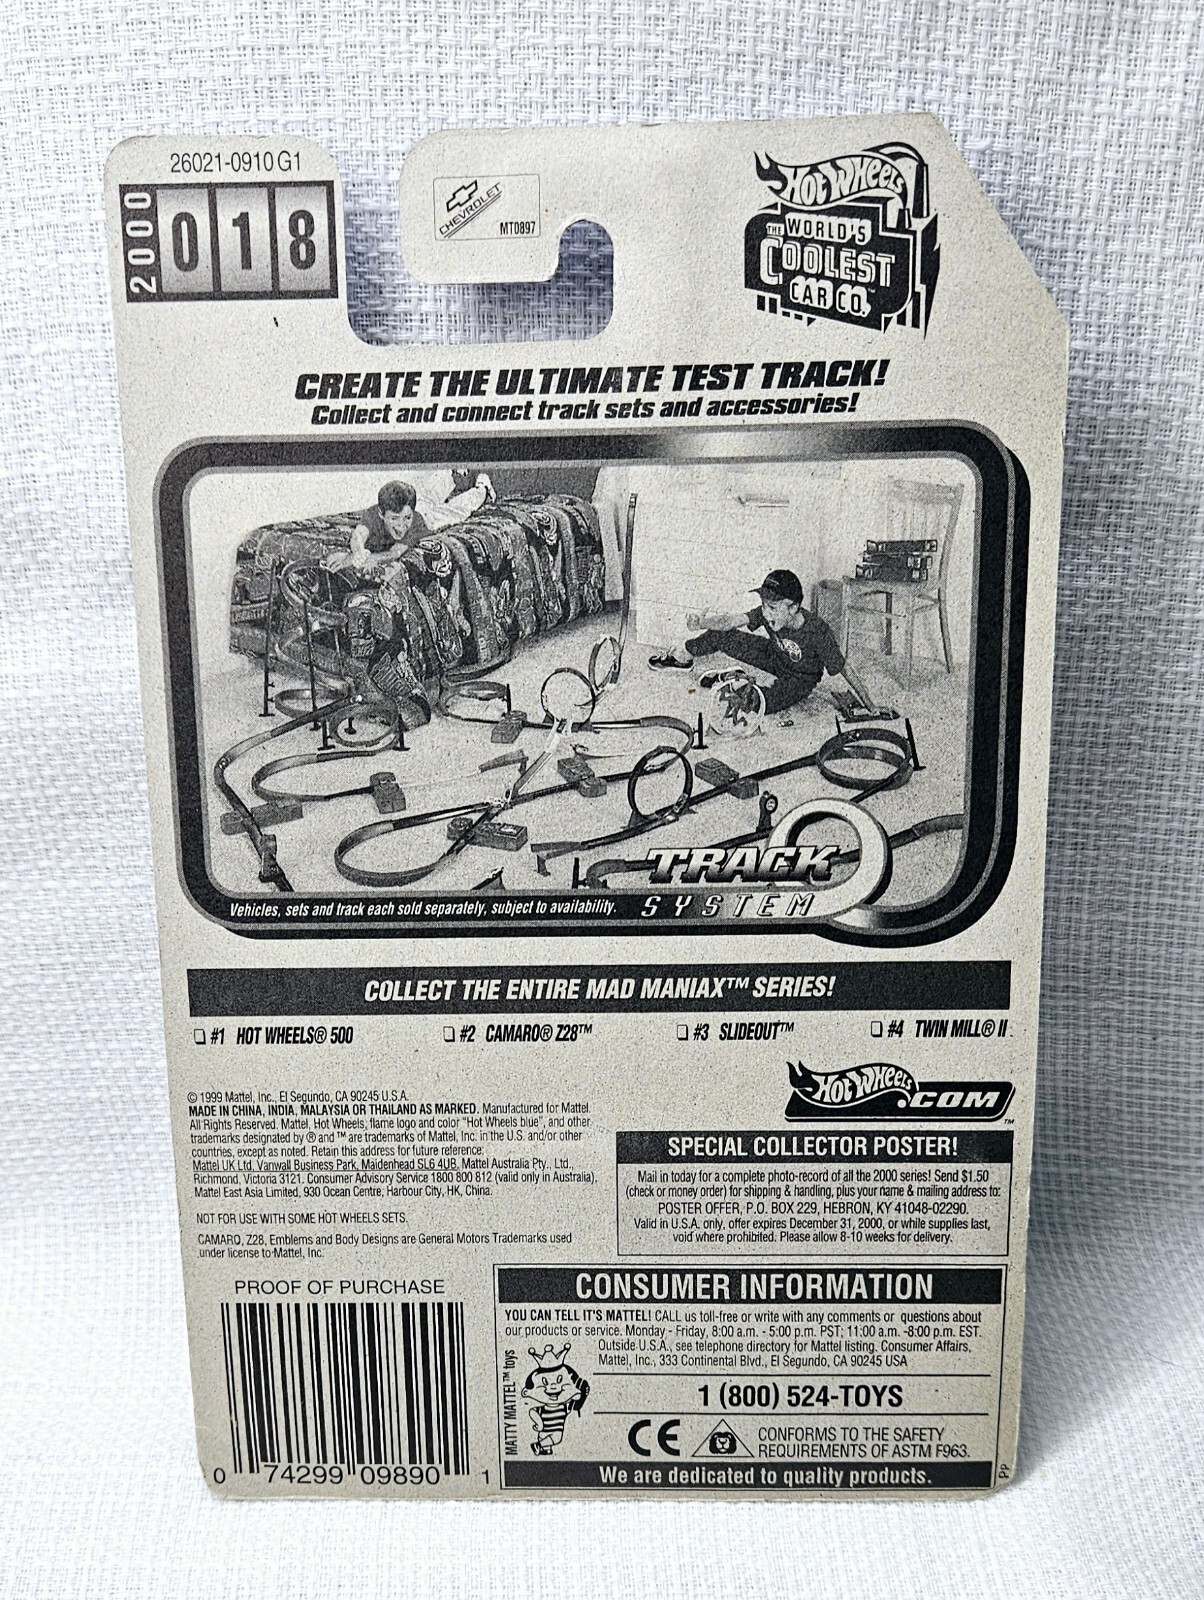 26021-0910 G1
2000
018
CHEVROLET
MT0897
HOT WHEELS
THE WORLD'S
COOLEST
CAR CO.™
CREATE THE ULTIMATE TEST TRACK!
Collect and connect track sets and accessories!
TRACK
SYSTEM
Vehicles, sets and track each sold separately, subject to availability.
COLLECT THE ENTIRE MAD MANIAX™ SERIES!
❏ #1 HOT WHEELS® 500
❏ #2 CAMARO® Z28™
❏ #3 SLIDEOUT™
❏ #4 TWIN MILL® II
© 1999 Mattel, Inc., El Segundo, CA 90245 U.S.A.
MADE IN CHINA, INDIA, MALAYSIA OR THAILAND AS MARKED. Manufactured for Mattel.
All Rights Reserved. Mattel, Hot Wheels, flame logo and color "Hot Wheels blue", and other
trademarks designated by ® and ™ are trademarks of Mattel, Inc. in the U.S. and/or other
countries, except as noted. Retain this address for future reference:
Mattel UK Ltd, Vanwall Business Park, Maidenhead SL6 4UB. Mattel Australia Pty., Ltd.,
Richmond, Victoria 3121. Consumer Advisory Service 1800 800 812 (valid only in Australia).
Mattel East Asia Limited, 930 Ocean Centre, Harbour City, HK, China.
NOT FOR USE WITH SOME HOT WHEELS SETS.
CAMARO, Z28, Emblems and Body Designs are General Motors Trademarks used
under license to Mattel, Inc.
HOT WHEELS
.COM™
SPECIAL COLLECTOR POSTER!
Mail in today for a complete photo-record of all the 2000 series! Send $1.50
(check or money order) for shipping & handling, plus your name & mailing address to:
POSTER OFFER, P.O. BOX 229, HEBRON, KY 41048-02290.
Valid in U.S.A. only, offer expires December 31, 2000, or while supplies last,
void where prohibited. Please allow 8-10 weeks for delivery.
PROOF OF PURCHASE
0 74299 09890 1
CONSUMER INFORMATION
YOU CAN TELL IT'S MATTEL! CALL us toll-free or write with any comments or questions about
our products or service. Monday - Friday, 8:00 a.m. - 5:00 p.m. PST; 11:00 a.m. -8:00 p.m. EST.
Outside U.S.A., see telephone directory for Mattel listing. Consumer Affairs,
Mattel, Inc., 333 Continental Blvd., El Segundo, CA 90245 USA
MATTY MATTEL™ toys
1 (800) 524-TOYS
CE
CONFORMS TO THE SAFETY
REQUIREMENTS OF ASTM F963.
We are dedicated to quality products.
PP